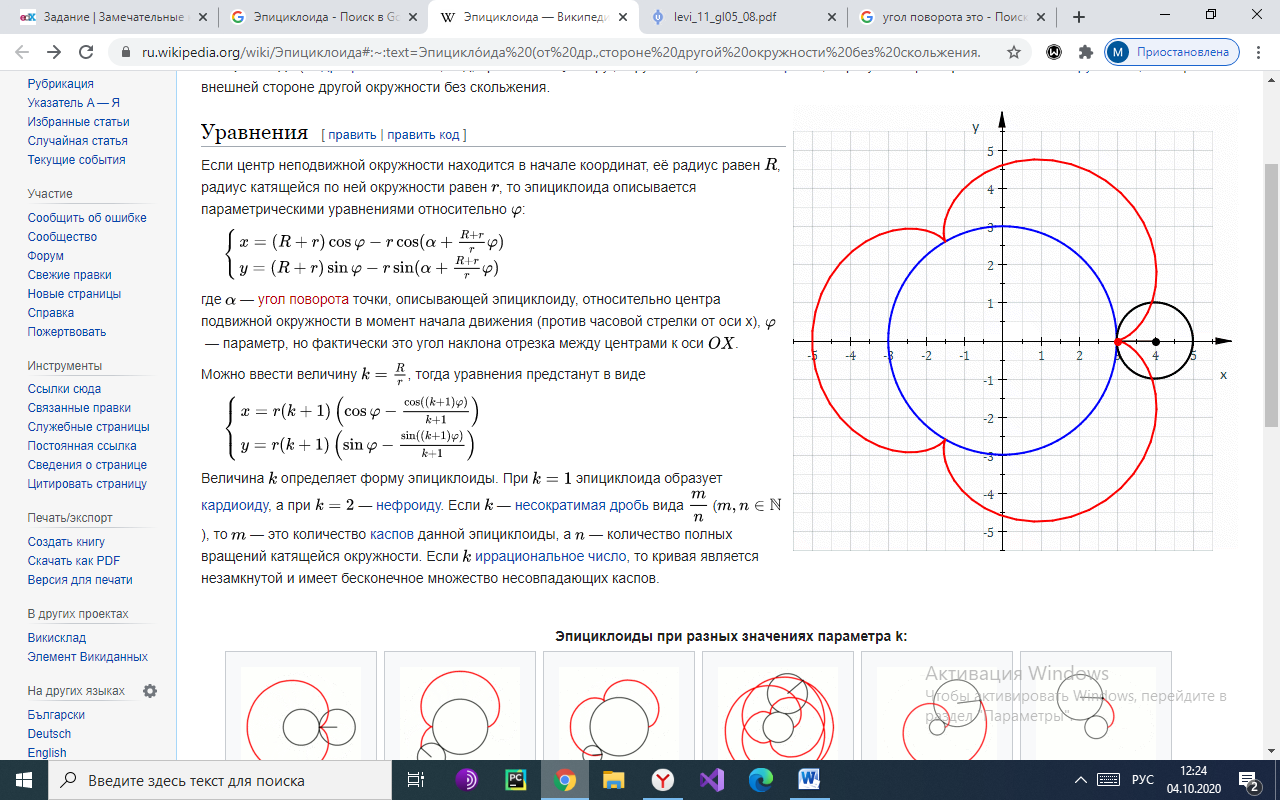 Задание | Замечательные
Эпициклоида - Поиск в Go
Эпициклоида — Википеди
levi_11_gl05_08.pdf
угол поворота это - Поиск
ru.wikipedia.org/wiki/Эпициклоида#:~:text=Эпицикло́ида%20(от%20др.,стороне%20другой%20окружности%20без%20скольжения.
М Приостановлена
Рубрикация
Указатель А — Я
Избранные статьи
Случайная статья
Текущие события
Участие
Сообщить об ошибке
Сообщество
Форум
Свежие правки
Новые страницы
Справка
Пожертвовать
Инструменты
Ссылки сюда
Связанные правки
Служебные страницы
Постоянная ссылка
Сведения о странице
Цитировать страницу
Печать/экспорт
Создать книгу
Скачать как PDF
Версия для печати
В других проектах
Викисклад
Элемент Викиданных
На других языках
Български
Deutsch
English
внешней стороне другой окружности без скольжения.
Уравнения [ править | править код ]
Если центр неподвижной окружности находится в начале координат, её радиус равен R,
радиус катящейся по ней окружности равен r, то эпициклоида описывается
параметрическими уравнениями относительно φ:
x = (R + r) cos φ − r cos(α + (R+r)/r φ)
y = (R + r) sin φ − r sin(α + (R+r)/r φ)
где α — угол поворота точки, описывающей эпициклоиду, относительно центра
подвижной окружности в момент начала движения (против часовой стрелки от оси x), φ
— параметр, но фактически это угол наклона отрезка между центрами к оси OX.
Можно ввести величину k = R/r, тогда уравнения предстанут в виде
x = r(k + 1) (cos φ − cos((k+1)φ)/(k+1))
y = r(k + 1) (sin φ − sin((k+1)φ)/(k+1))
Величина k определяет форму эпициклоиды. При k = 1 эпициклоида образует
кардиоиду, а при k = 2 — нефроиду. Если k — несократимая дробь вида m/n (m, n ∈ ℕ
), то m — это количество каспов данной эпициклоиды, а n — количество полных
вращений катящейся окружности. Если k иррациональное число, то кривая является
незамкнутой и имеет бесконечное множество несовпадающих каспов.
y
5
4
3
2
1
-5 -4 -3 -2 -1 1 2 3 4 5
x
-1
-2
-3
-4
-5
Эпициклоиды при разных значениях параметра k:
Активация Windows
Чтобы активировать Windows, перейдите в
раздел "Параметры".
Введите здесь текст для поиска
РУС
12:24
04.10.2020
2